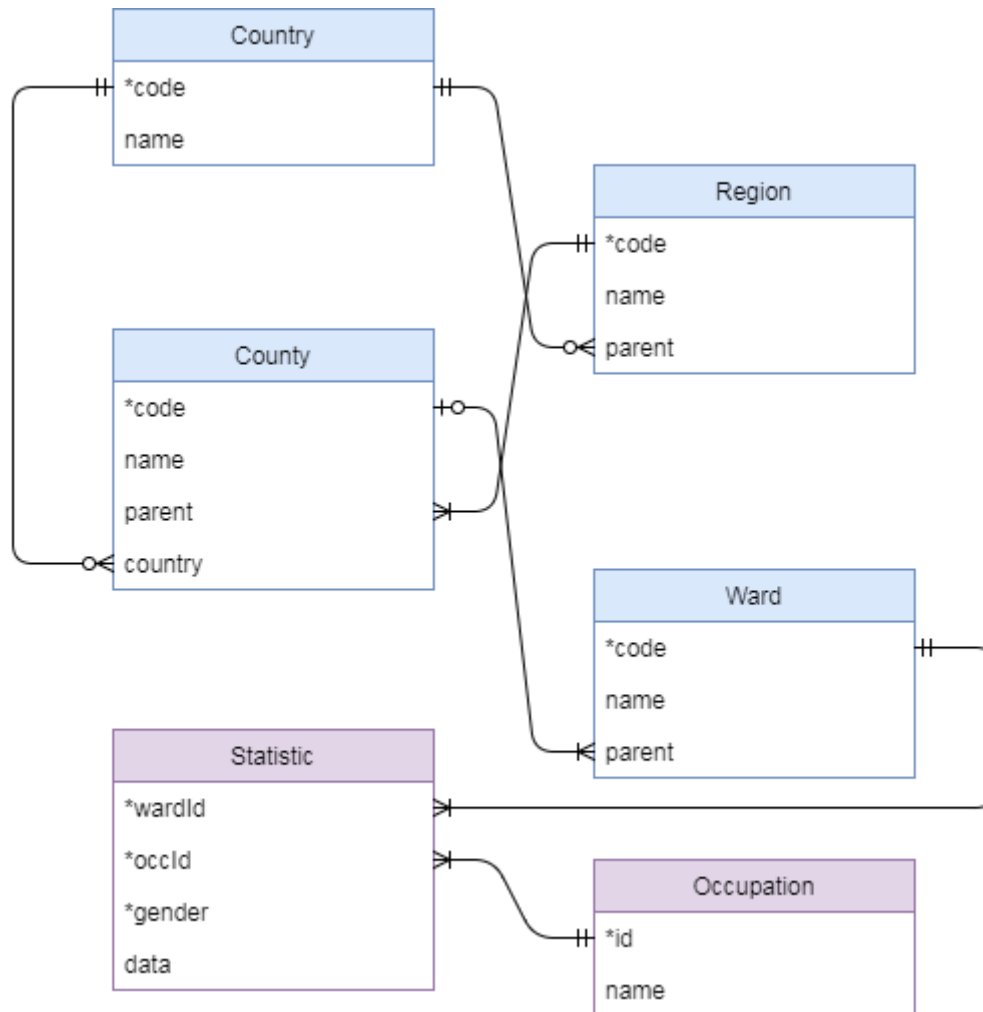 Country
*code
name
Region
*code
name
parent
County
*code
name
parent
country
Ward
*code
name
parent
Statistic
*wardId
*occId
*gender
data
Occupation
*id
name